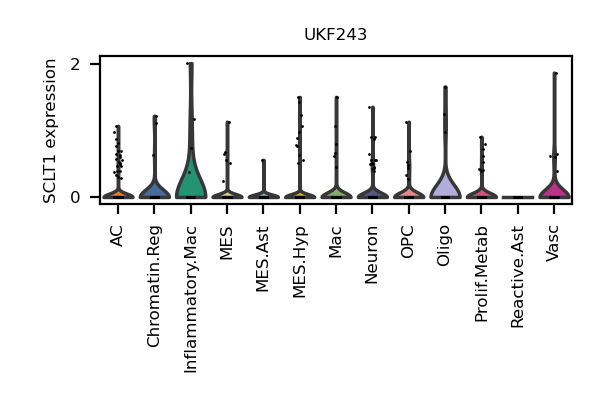 UKF243
SCLT1 expression
2
0
AC
Chromatin.Reg
Inflammatory.Mac
MES
MES.Ast
MES.Hyp
Mac
Neuron
OPC
Oligo
Prolif.Metab
Reactive.Ast
Vasc